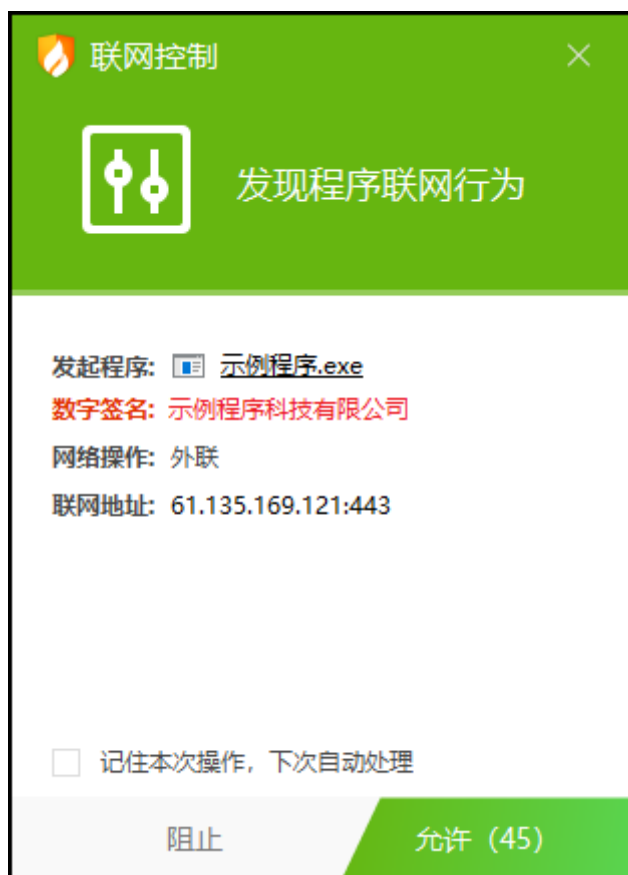 联网控制
发现程序联网行为
发起程序: 示例程序.exe
数字签名: 示例程序科技有限公司
网络操作: 外联
联网地址: 61.135.169.121:443
记住本次操作，下次自动处理
阻止
允许（45）